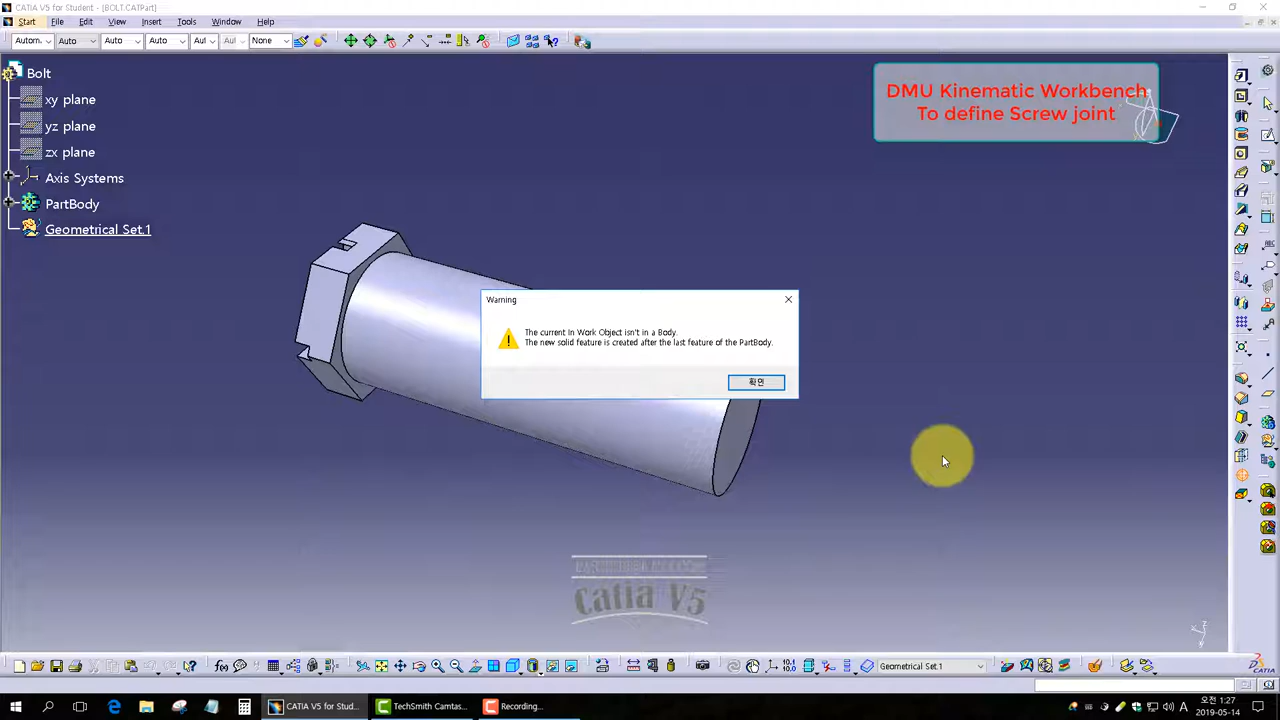 CATIA V5 for Student - [BOLT.CATPart]
Start File Edit View Insert Tools Window Help
Autom. Auto Auto Auto Aut Aut None
Bolt
xy plane
yz plane
zx plane
Axis Systems
PartBody
Geometrical Set.1
DMU Kinematic Workbench
To define Screw joint
Warning
The current In Work Object isn't in a Body.
The new solid feature is created after the last feature of the PartBody.
확인
Catia V5
Geometrical Set.1
CATIA V5 for Stud...
TechSmith Camtas...
Recording...
A
오전 1:27
2019-05-14